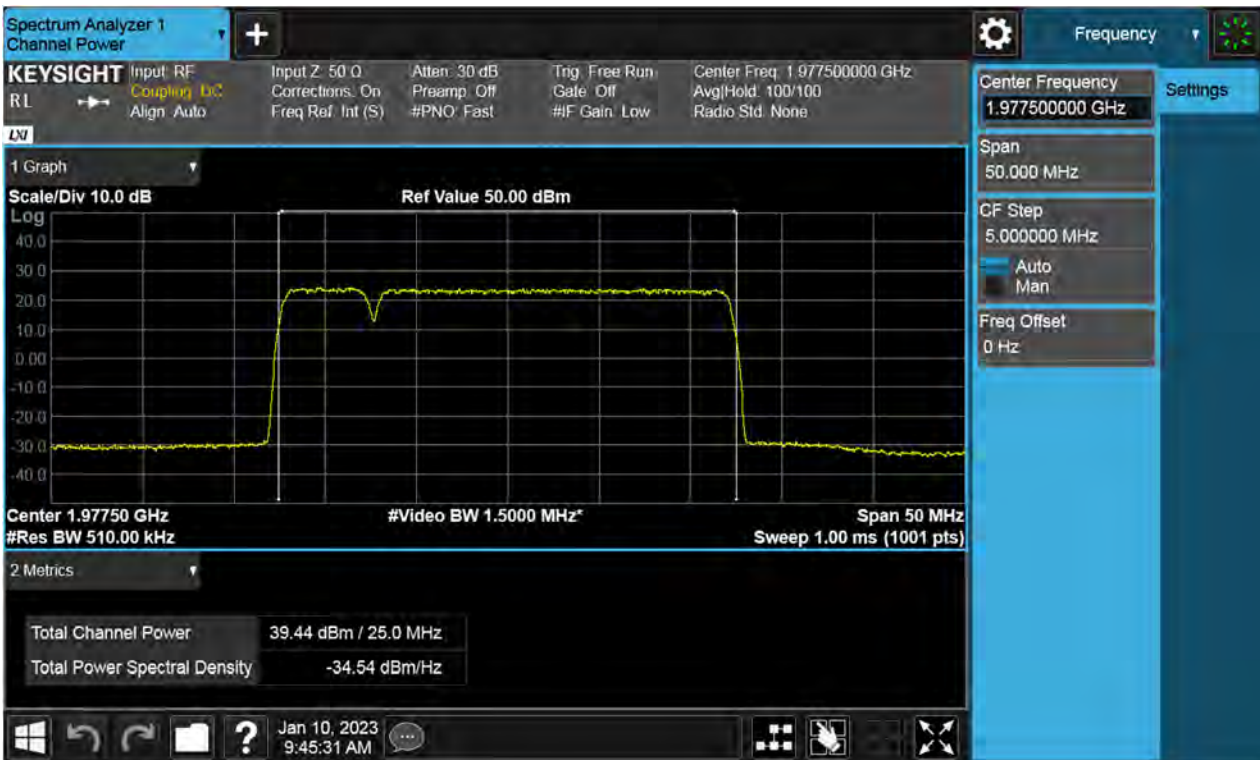 Spectrum Analyzer 1
Channel Power
+
Frequency
KEYSIGHT
RL
LXI
Input: RF
Coupling: DC
Align: Auto
Input Z: 50 Ω
Corrections: On
Freq Ref: Int (S)
Atten: 30 dB
Preamp: Off
#PNO: Fast
Trig: Free Run
Gate: Off
#IF Gain: Low
Center Freq: 1.977500000 GHz
Avg|Hold: 100/100
Radio Std: None
Center Frequency
1.977500000 GHz
Settings
Span
50.000 MHz
CF Step
5.000000 MHz
Auto
Man
Freq Offset
0 Hz
1 Graph
Scale/Div 10.0 dB
Ref Value 50.00 dBm
Log
40.0
30.0
20.0
10.0
0.00
-10.0
-20.0
-30.0
-40.0
Center 1.97750 GHz
#Video BW 1.5000 MHz*
Span 50 MHz
#Res BW 510.00 kHz
Sweep 1.00 ms (1001 pts)
2 Metrics
Total Channel Power 39.44 dBm / 25.0 MHz
Total Power Spectral Density -34.54 dBm/Hz
?
Jan 10, 2023
9:45:31 AM